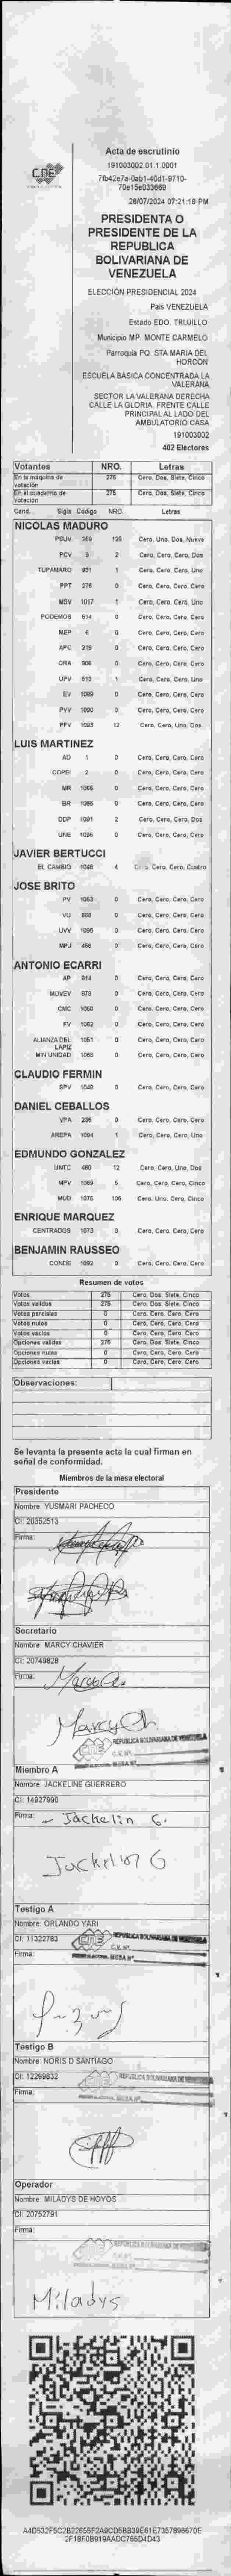 CNE
Acta de escrutinio
191003002.01.1.0001
7fb42e7a-0ab1-40d1-9710-
70e15e033669
28/07/2024 07:21:18 PM
PRESIDENTA O
PRESIDENTE DE LA
REPUBLICA
BOLIVARIANA DE
VENEZUELA
ELECCIÓN PRESIDENCIAL 2024
País VENEZUELA
Estado EDO. TRUJILLO
Municipio MP. MONTE CARMELO
Parroquia PQ. STA MARIA DEL
HORCON
ESCUELA BASICA CONCENTRADA LA
VALERANA
SECTOR LA VALERANA DERECHA
CALLE LA GLORIA. FRENTE CALLE
PRINCIPAL AL LADO DEL
AMBULATORIO CASA
191003002
402 Electores
Votantes NRO. Letras
En la máquina de votación 275 Cero, Dos, Siete, Cinco
En el cuaderno de votación 275 Cero, Dos, Siete, Cinco
Cand. Sigla Código NRO. Letras
NICOLAS MADURO
PSUV 269 129 Cero, Uno, Dos, Nueve
PCV 3 2 Cero, Cero, Cero, Dos
TUPAMARO 931 1 Cero, Cero, Cero, Uno
PPT 276 0 Cero, Cero, Cero, Cero
MSV 1017 1 Cero, Cero, Cero, Uno
PODEMOS 614 0 Cero, Cero, Cero, Cero
MEP 6 0 Cero, Cero, Cero, Cero
APC 219 0 Cero, Cero, Cero, Cero
ORA 906 0 Cero, Cero, Cero, Cero
UPV 613 1 Cero, Cero, Cero, Uno
EV 1089 0 Cero, Cero, Cero, Cero
PVV 1090 0 Cero, Cero, Cero, Cero
PFV 1093 12 Cero, Cero, Uno, Dos
LUIS MARTINEZ
AD 1 0 Cero, Cero, Cero, Cero
COPEI 2 0 Cero, Cero, Cero, Cero
MR 1066 0 Cero, Cero, Cero, Cero
BR 1085 0 Cero, Cero, Cero, Cero
DDP 1091 2 Cero, Cero, Cero, Dos
UNE 1096 0 Cero, Cero, Cero, Cero
JAVIER BERTUCCI
EL CAMBIO 1048 4 Cero, Cero, Cero, Cuatro
JOSE BRITO
PV 1053 0 Cero, Cero, Cero, Cero
VU 968 0 Cero, Cero, Cero, Cero
UVV 1098 0 Cero, Cero, Cero, Cero
MPJ 458 0 Cero, Cero, Cero, Cero
ANTONIO ECARRI
AP 914 0 Cero, Cero, Cero, Cero
MOVEV 978 0 Cero, Cero, Cero, Cero
CMC 1050 0 Cero, Cero, Cero, Cero
FV 1062 0 Cero, Cero, Cero, Cero
ALIANZA DEL LAPIZ 1051 0 Cero, Cero, Cero, Cero
MIN UNIDAD 1066 0 Cero, Cero, Cero, Cero
CLAUDIO FERMIN
SPV 1040 0 Cero, Cero, Cero, Cero
DANIEL CEBALLOS
VPA 236 0 Cero, Cero, Cero, Cero
AREPA 1094 1 Cero, Cero, Cero, Uno
EDMUNDO GONZALEZ
UNTC 460 12 Cero, Cero, Uno, Dos
MPV 1069 5 Cero, Cero, Cero, Cinco
MUD 1078 105 Cero, Uno, Cero, Cinco
ENRIQUE MARQUEZ
CENTRADOS 1073 0 Cero, Cero, Cero, Cero
BENJAMIN RAUSSEO
CONDE 1092 0 Cero, Cero, Cero, Cero
Resumen de votos
Votos 275 Cero, Dos, Siete, Cinco
Votos validos 275 Cero, Dos, Siete, Cinco
Votos parciales 0 Cero, Cero, Cero, Cero
Votos nulos 0 Cero, Cero, Cero, Cero
Votos vacios 0 Cero, Cero, Cero, Cero
Opciones validas 275 Cero, Dos, Siete, Cinco
Opciones nulas 0 Cero, Cero, Cero, Cero
Opciones vacias 0 Cero, Cero, Cero, Cero
Observaciones:
Se levanta la presente acta la cual firman en
señal de conformidad.
Miembros de la mesa electoral
Presidente
Nombre: YUSMARI PACHECO
CI: 20352513
Firma:
Secretario
Nombre: MARCY CHAVIER
CI: 20749828
Firma:
Marcy Ch
CNE REPUBLICA BOLIVARIANA DE VENEZUELA
Miembro A
Nombre: JACKELINE GUERRERO
CI: 14927990
Firma: Jackelin G.
Jackelin G
Testigo A
Nombre: ORLANDO YARI
CI: 11322783
CNE REPUBLICA BOLIVARIANA DE VENEZUELA
C.V. Nº
MESA Nº
Firma:
Testigo B
Nombre: NORIS D SANTIAGO
CI: 12299832
REPUBLICA BOLIVARIANA DE VENEZUELA
Firma:
Operador
Nombre: MILADYS DE HOYOS
CI: 20752791
Firma:
REPUBLICA BOLIVARIANA DE VENEZUELA
Miladys
A4D532F5C2B22655F2A9CD5BB39E61E7357898670E
2F18F0B919AADC765D4D43